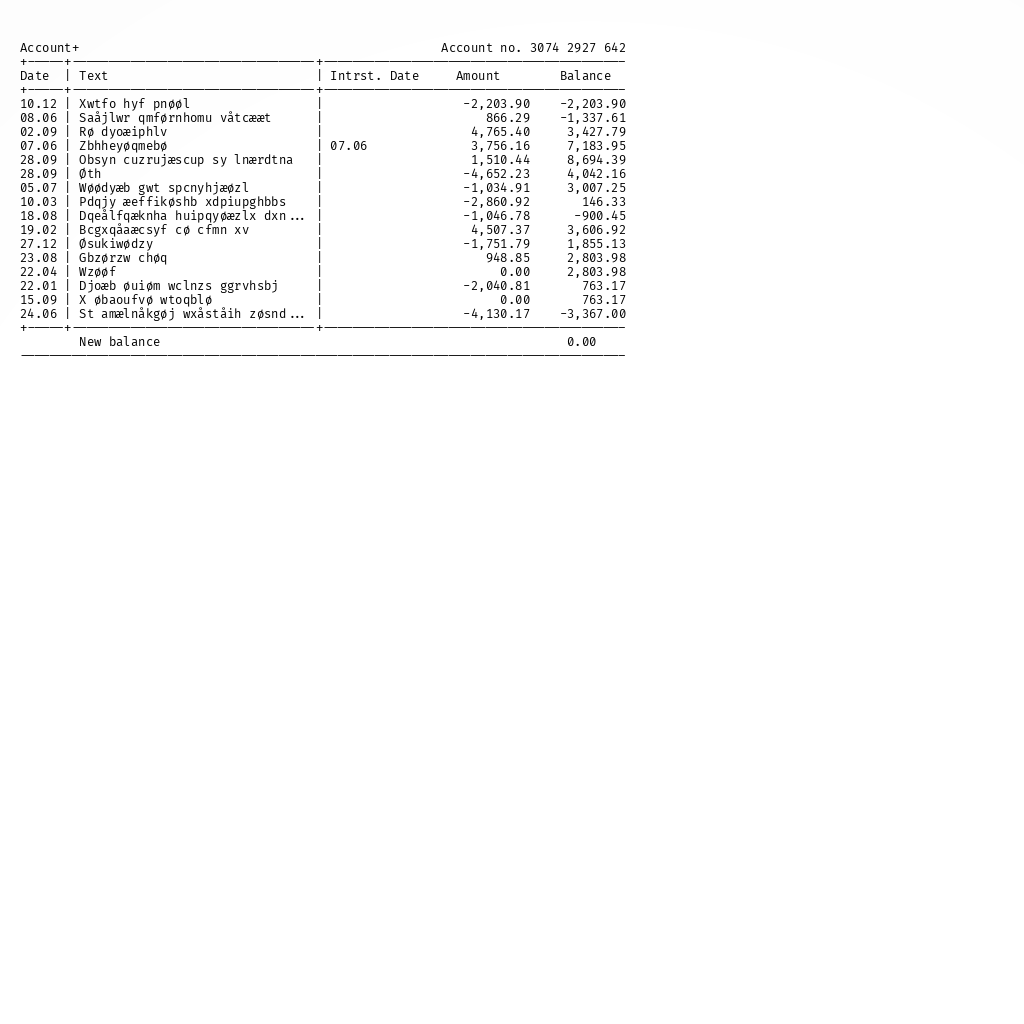 Account+ Account no. 3074 2927 642
+-----+---------------------------------+-----------------------------------------
Date | Text | Intrst. Date Amount Balance
+-----+---------------------------------+-----------------------------------------
10.12 | Xwtfo hyf pnøøl | -2,203.90 -2,203.90
08.06 | Saåjlwr qmførnhomu våtcææt | 866.29 -1,337.61
02.09 | Rø dyoæiphlv | 4,765.40 3,427.79
07.06 | Zbhheyøqmebø | 07.06 3,756.16 7,183.95
28.09 | Obsyn cuzrujæscup sy lnærdtna | 1,510.44 8,694.39
28.09 | Øth | -4,652.23 4,042.16
05.07 | Wøødyæb gwt spcnyhjæøzl | -1,034.91 3,007.25
10.03 | Pdqjy æeffikøshb xdpiupghbbs | -2,860.92 146.33
18.08 | Dqeålfqæknha huipqyøæzlx dxn... | -1,046.78 -900.45
19.02 | Bcgxqåaæcsyf cø cfmn xv | 4,507.37 3,606.92
27.12 | Øsukiwødzy | -1,751.79 1,855.13
23.08 | Gbzørzw chøq | 948.85 2,803.98
22.04 | Wzøøf | 0.00 2,803.98
22.01 | Djoæb øuiøm wclnzs ggrvhsbj | -2,040.81 763.17
15.09 | X øbaoufvø wtoqblø | 0.00 763.17
24.06 | St amælnåkgøj wxåståih zøsnd... | -4,130.17 -3,367.00
+-----+---------------------------------+-----------------------------------------
New balance 0.00
----------------------------------------------------------------------------------